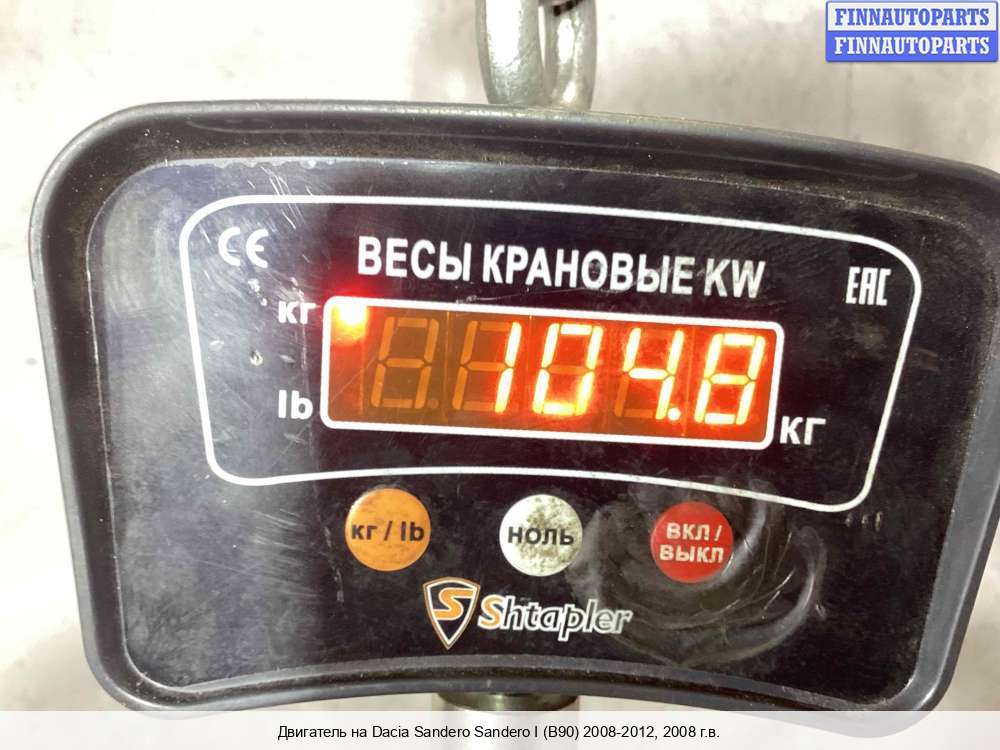 FINNAUTOPARTS
FINNAUTOPARTS
CE
ВЕСЫ КРАНОВЫЕ KW
EAC
кг
104.8
lb
кг
кг / lb
НОЛЬ
ВКЛ /
ВЫКЛ
S Shtapler
Двигатель на Dacia Sandero Sandero I (B90) 2008-2012, 2008 г.в.